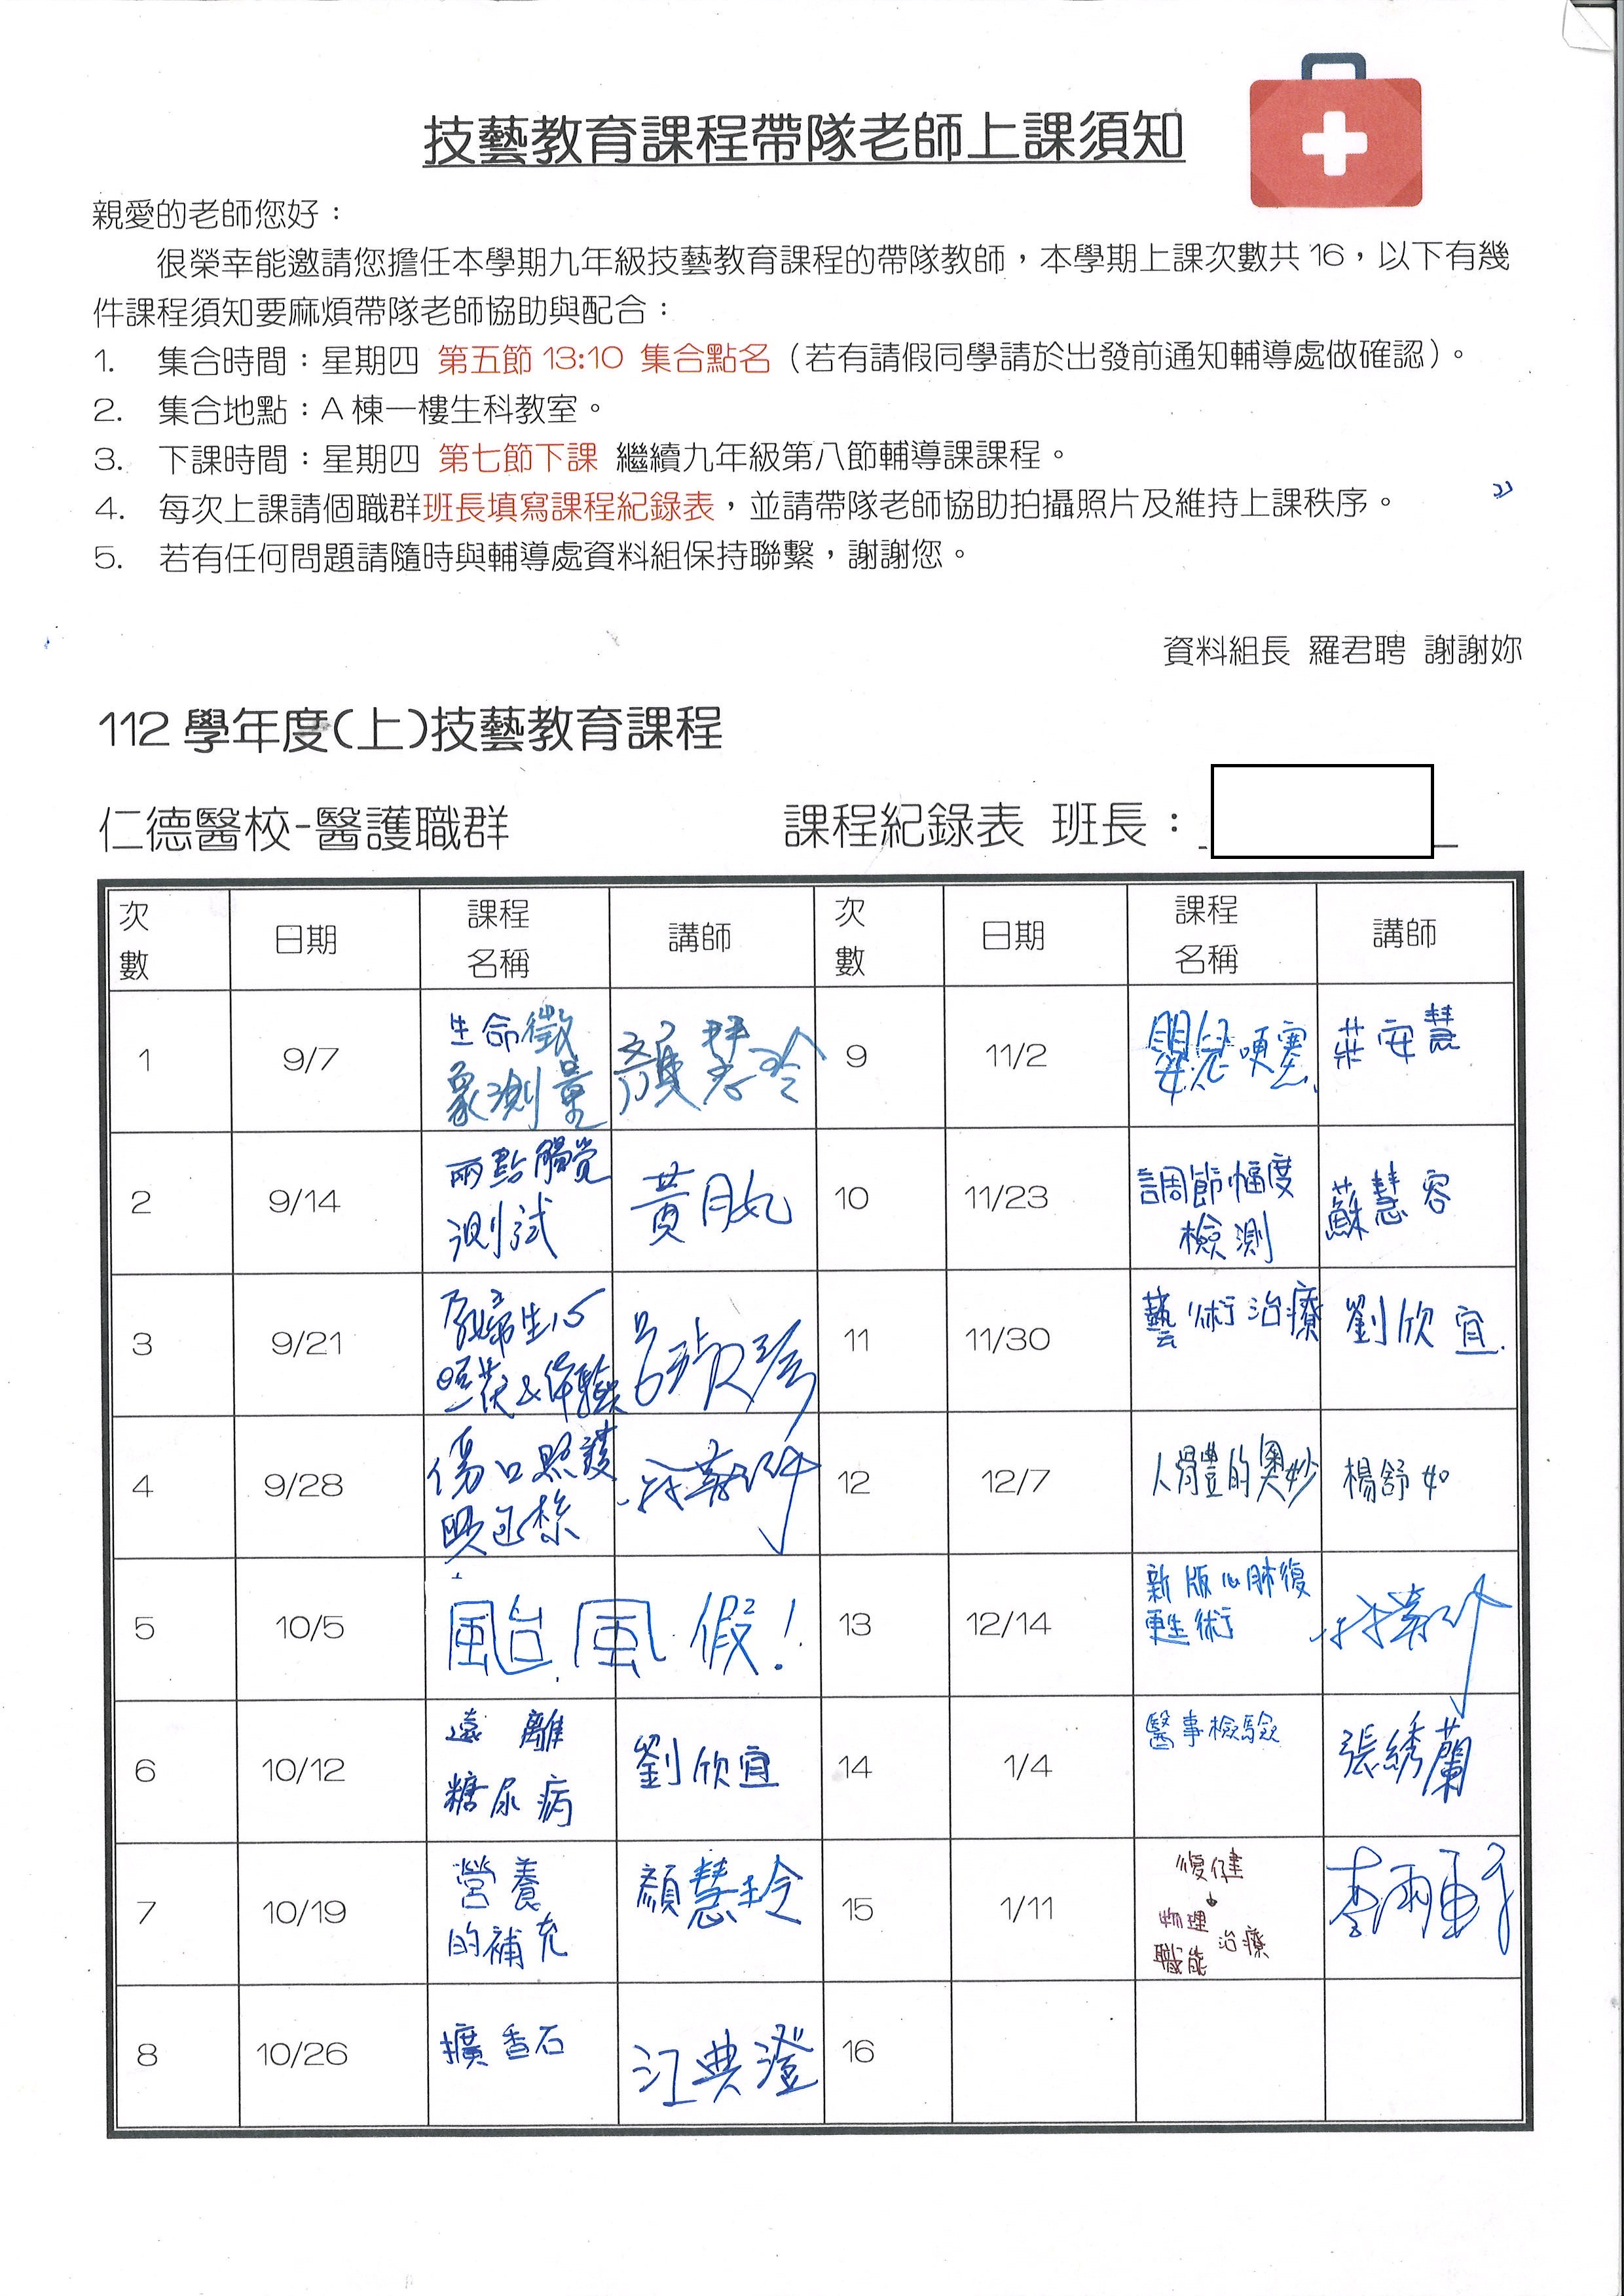 技藝教育課程帶隊老師上課須知
親愛的老師您好：
很榮幸能邀請您擔任本學期九年級技藝教育課程的帶隊教師，本學期上課次數共 16，以下有幾
件課程須知要麻煩帶隊老師協助與配合：
1. 集合時間：星期四 第五節 13:10 集合點名（若有請假同學請於出發前通知輔導處做確認）。
2. 集合地點：A 棟一樓生科教室。
3. 下課時間：星期四 第七節下課 繼續九年級第八節輔導課課程。
4. 每次上課請個職群班長填寫課程紀錄表，並請帶隊老師協助拍攝照片及維持上課秩序。
5. 若有任何問題請隨時與輔導處資料組保持聯繫，謝謝您。
資料組長 羅君聘 謝謝妳
112 學年度(上)技藝教育課程
仁德醫校-醫護職群 課程紀錄表 班長：
次數 日期 課程名稱 講師 次數 日期 課程名稱 講師
1 9/7 生命徵象測量 顏慧玲 9 11/2 嬰兒哽塞 莊安慧
2 9/14 兩點觸覺測試 黃 10 11/23 調節幅度檢測 蘇慧容
3 9/21 孕婦生心 11 11/30 藝術治療 劉欣宜
4 9/28 傷口照護與包紮 12 12/7 人體的奧妙 楊舒如
5 10/5 颱風假！ 13 12/14 新版心肺復甦術
6 10/12 遠離糖尿病 劉欣宜 14 1/4 醫事檢驗 張綉蘭
7 10/19 營養的補充 顏慧玲 15 1/11 復健 物理 職能 治療
8 10/26 擴香石 江典澄 16